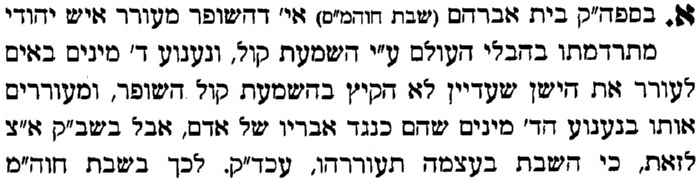 א. בספה"ק בית אברהם (שבת חוהמ"ס) אי' דהשופר מעורר איש יהודי
מתרדמתו בהבלי העולם ע"י השמעת קול, ונענוע ד' מינים באים
לעורר את הישן שעדיין לא הקיץ בהשמעת קול השופר, ומעוררים
אותו בנענוע הד' מינים שהם כנגד אבריו של אדם, אבל בשב"ק א"צ
לזאת, כי השבת בעצמה תעוררהו, עכד"ק. לכך בשבת חוה"מ